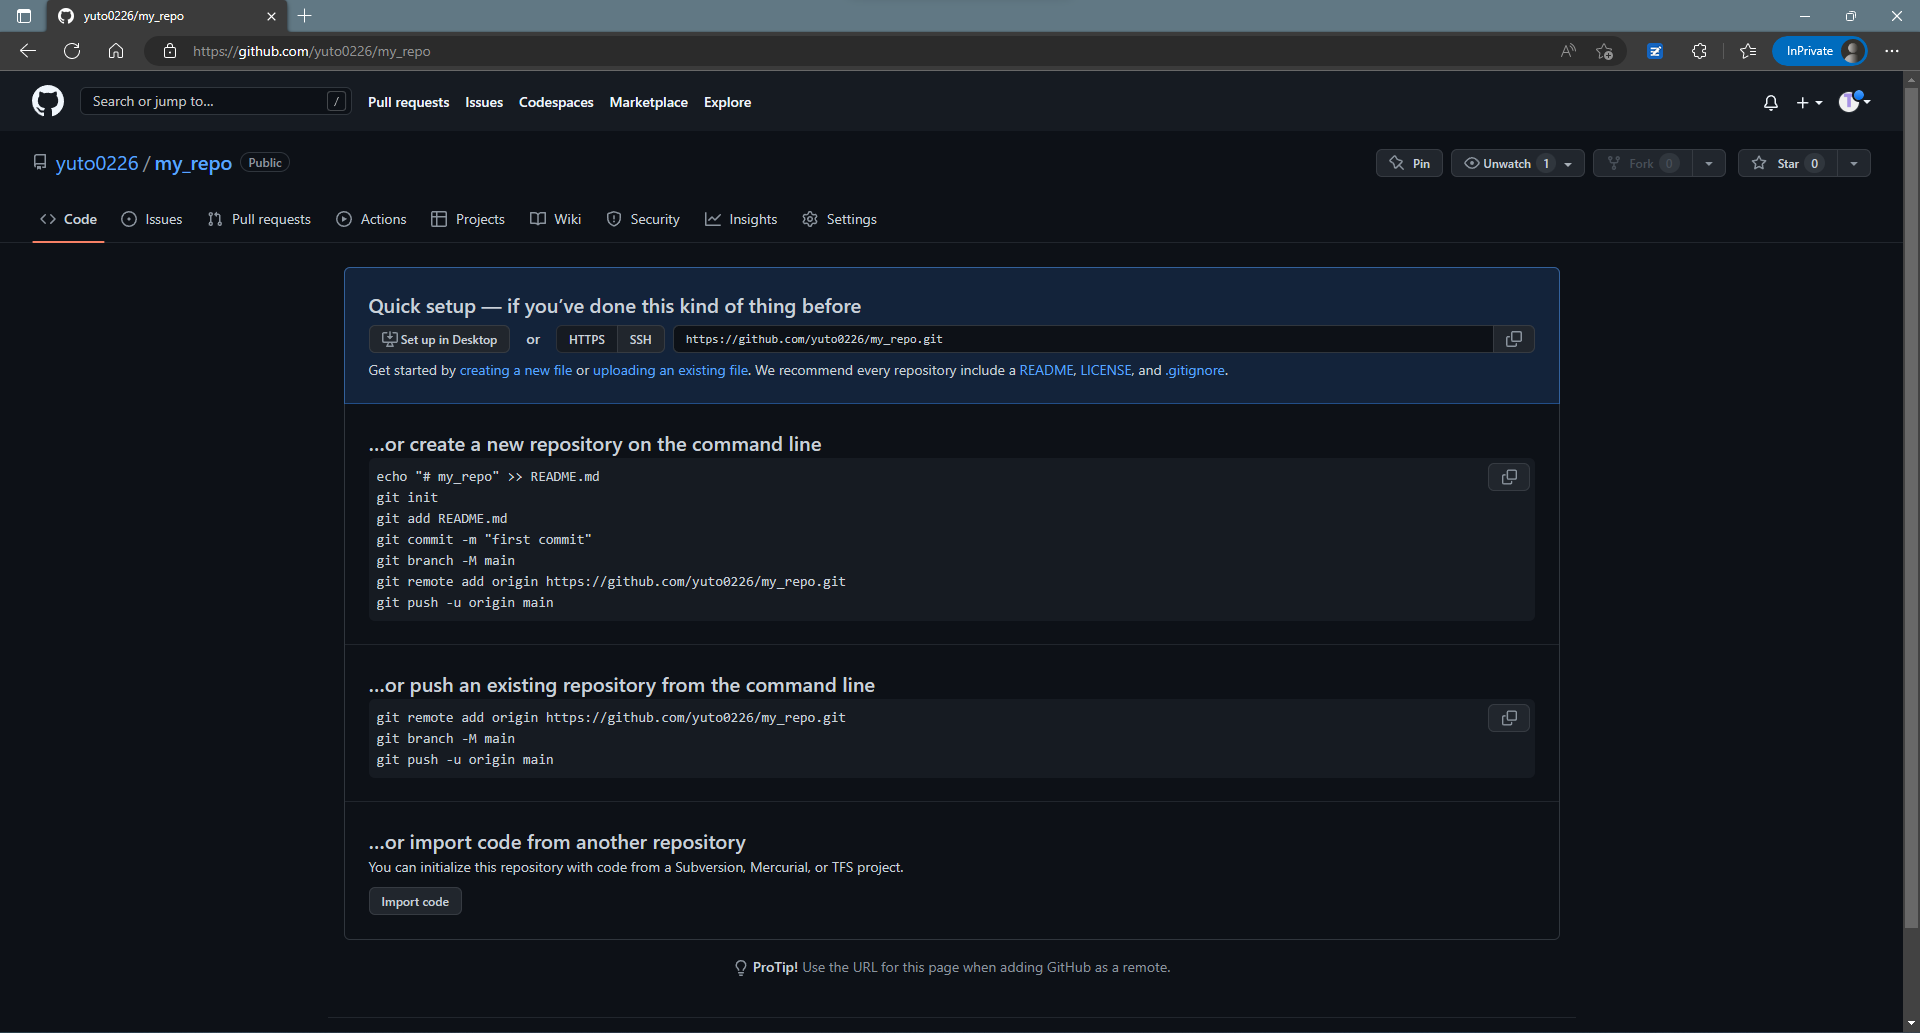 yuto0226/my_repo
https://github.com/yuto0226/my_repo
InPrivate
Search or jump to...
/
Pull requests Issues Codespaces Marketplace Explore
yuto0226 / my_repo Public
Pin
Unwatch 1
Fork 0
Star 0
Code Issues Pull requests Actions Projects Wiki Security Insights Settings
Quick setup — if you’ve done this kind of thing before
Set up in Desktop or HTTPS SSH https://github.com/yuto0226/my_repo.git
Get started by creating a new file or uploading an existing file. We recommend every repository include a README, LICENSE, and .gitignore.
…or create a new repository on the command line
echo "# my_repo" >> README.md
git init
git add README.md
git commit -m "first commit"
git branch -M main
git remote add origin https://github.com/yuto0226/my_repo.git
git push -u origin main
…or push an existing repository from the command line
git remote add origin https://github.com/yuto0226/my_repo.git
git branch -M main
git push -u origin main
…or import code from another repository
You can initialize this repository with code from a Subversion, Mercurial, or TFS project.
Import code
ProTip! Use the URL for this page when adding GitHub as a remote.